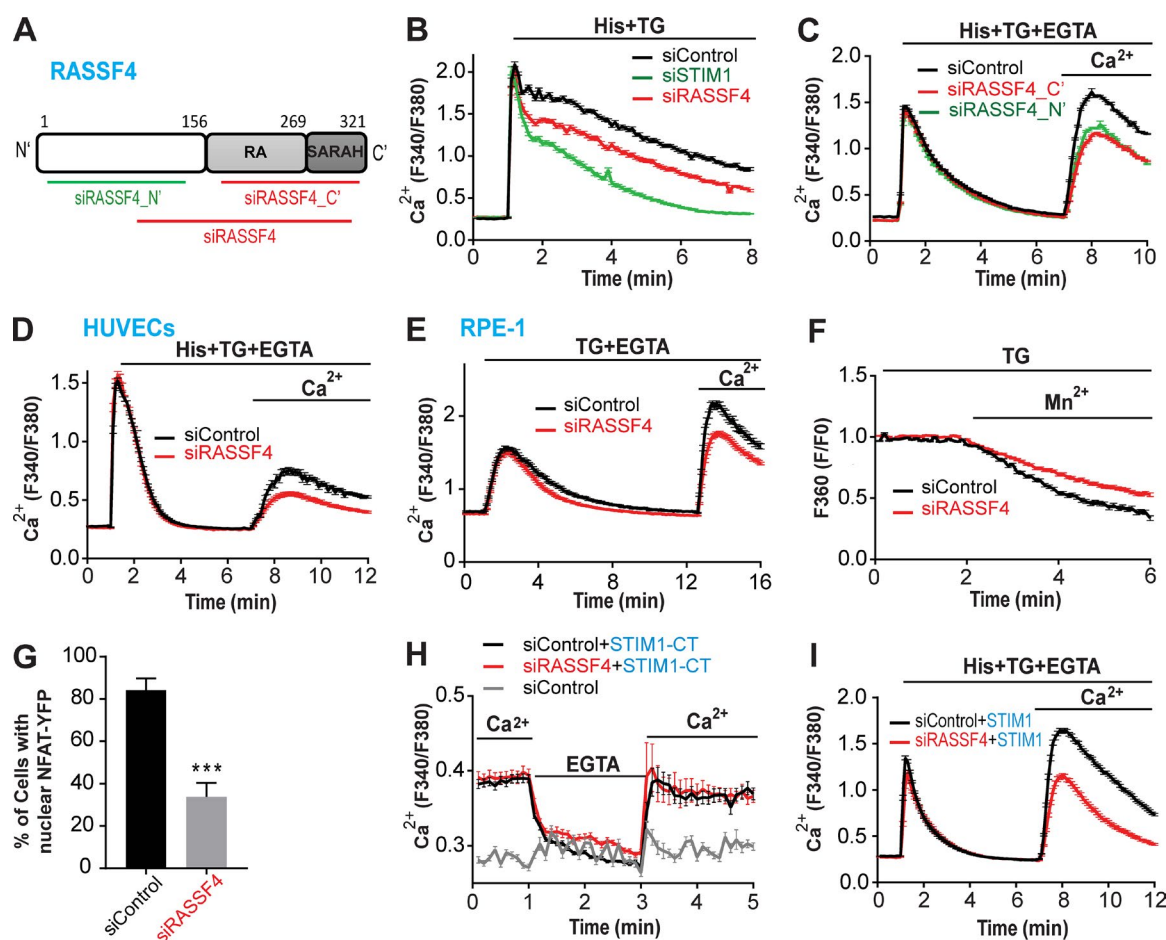 A
RASSF4
1 156 269 321
N' RA SARAH C'
siRASSF4_N' siRASSF4_C'
siRASSF4
B
His+TG
siControl
siSTIM1
siRASSF4
Ca2+ (F340/F380)
2.0
1.5
1.0
0.5
0.0
0 2 4 6 8
Time (min)
C
His+TG+EGTA
Ca2+
siControl
siRASSF4_C'
siRASSF4_N'
Ca2+ (F340/F380)
2.0
1.5
1.0
0.5
0.0
0 2 4 6 8 10
Time (min)
D
HUVECs
His+TG+EGTA
Ca2+
siControl
siRASSF4
Ca2+ (F340/F380)
1.5
1.0
0.5
0.0
0 2 4 6 8 10 12
Time (min)
E
RPE-1
TG+EGTA
Ca2+
siControl
siRASSF4
Ca2+ (F340/F380)
2
1
0
0 4 8 12 16
Time (min)
F
TG
Mn2+
siControl
siRASSF4
F360 (F/F0)
1.5
1.0
0.5
0.0
0 2 4 6
Time (min)
G
% of Cells with
nuclear NFAT-YFP
100
80
60
40
20
0
***
siControl
siRASSF4
H
siControl+STIM1-CT
siRASSF4+STIM1-CT
siControl
Ca2+
EGTA
Ca2+
Ca2+ (F340/F380)
0.5
0.4
0.3
0 1 2 3 4 5
Time (min)
I
His+TG+EGTA
Ca2+
siControl+STIM1
siRASSF4+STIM1
Ca2+ (F340/F380)
2.0
1.5
1.0
0.5
0.0
0 2 4 6 8 10 12
Time (min)